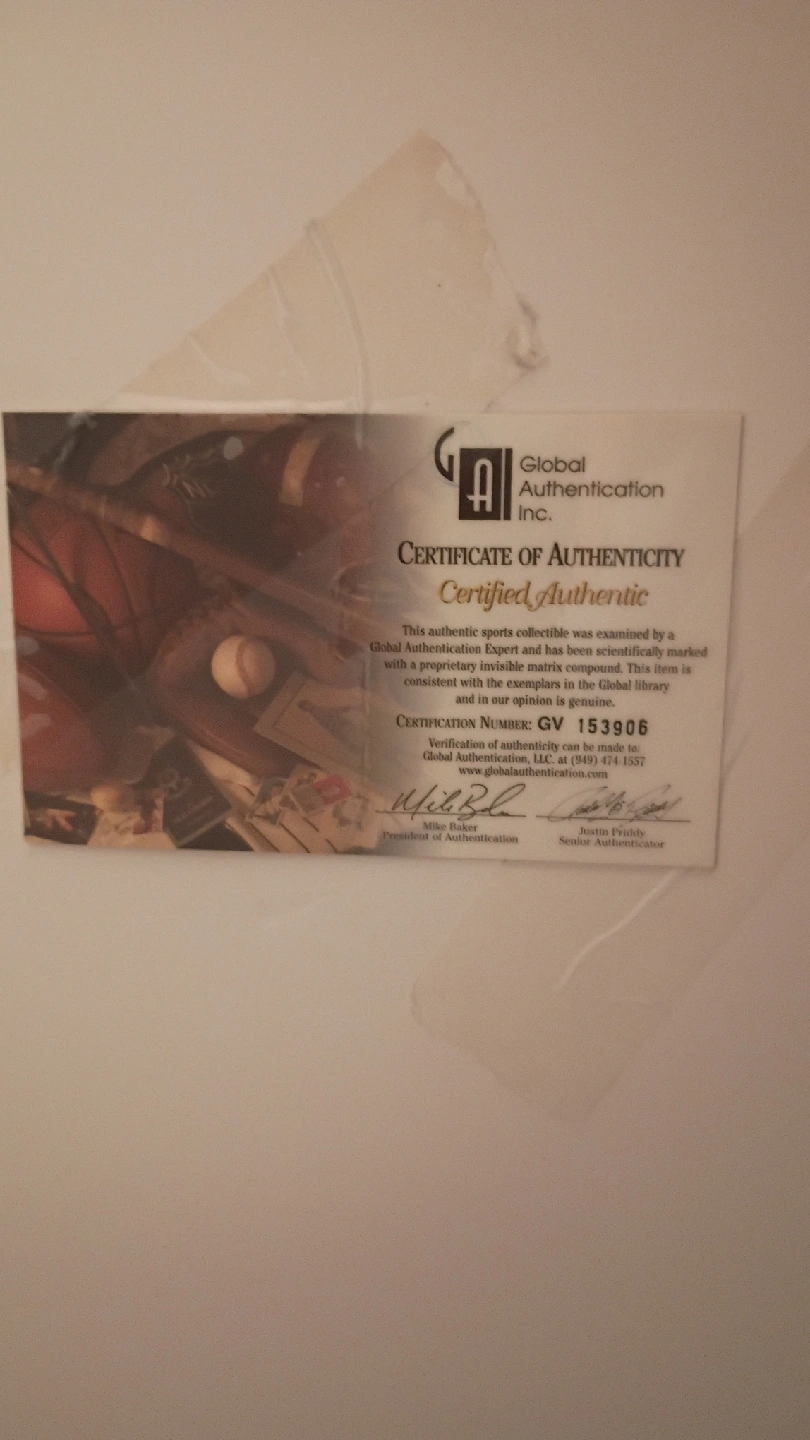 GAI
Global
Authentication
Inc.
CERTIFICATE OF AUTHENTICITY
Certified Authentic
This authentic sports collectible was examined by a
Global Authentication Expert and has been scientifically marked
with a proprietary invisible matrix compound. This item is
consistent with the exemplars in the Global library
and in our opinion is genuine.
CERTIFICATION NUMBER: GV 153906
Verification of authenticity can be made to:
Global Authentication, LLC. at (949) 474-1557
www.globalauthentication.com
Mike Baker
Mike Baker
President of Authentication
Justin Priddy
Senior Authenticator